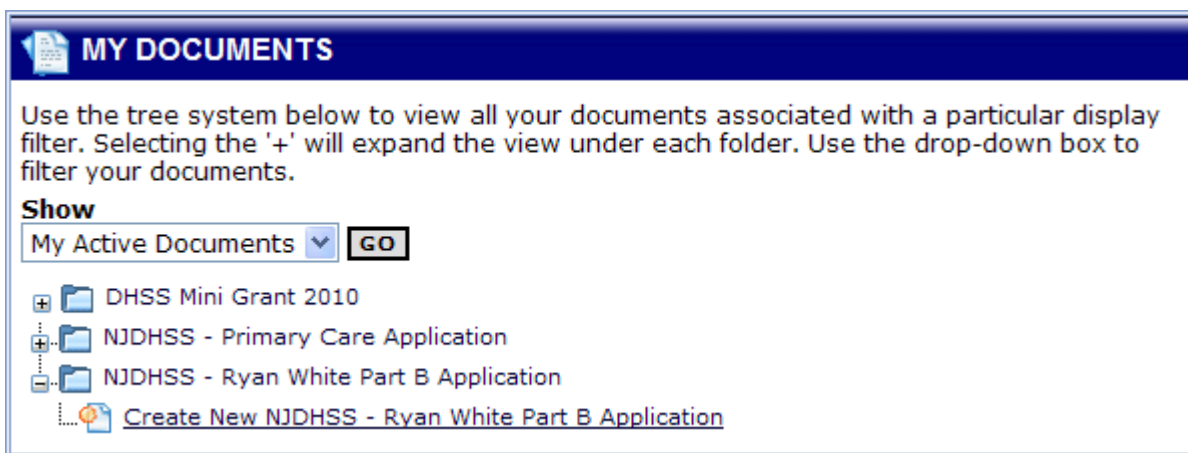 MY DOCUMENTS
Use the tree system below to view all your documents associated with a particular display
filter. Selecting the '+' will expand the view under each folder. Use the drop-down box to
filter your documents.
Show
My Active Documents GO
DHSS Mini Grant 2010
NJDHSS - Primary Care Application
NJDHSS - Ryan White Part B Application
Create New NJDHSS - Ryan White Part B Application